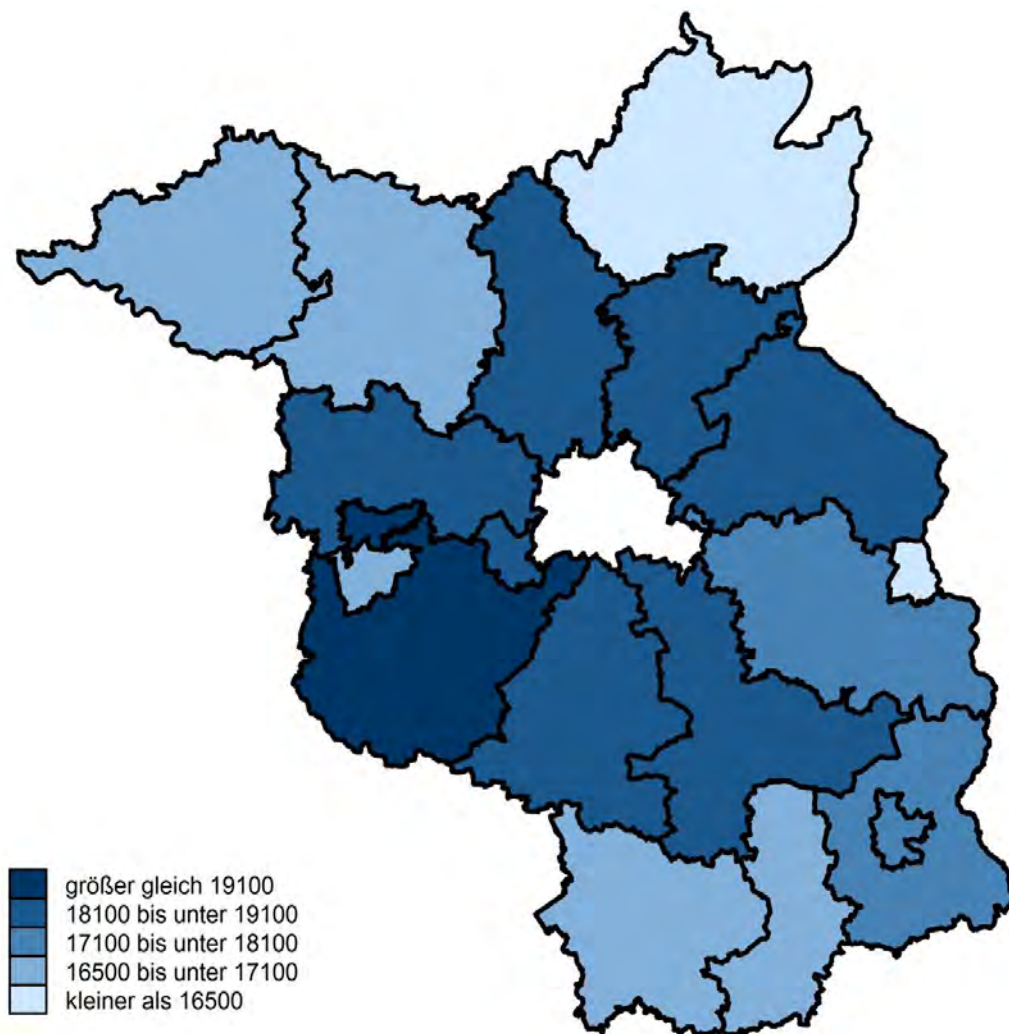 größer gleich 19100
18100 bis unter 19100
17100 bis unter 18100
16500 bis unter 17100
kleiner als 16500